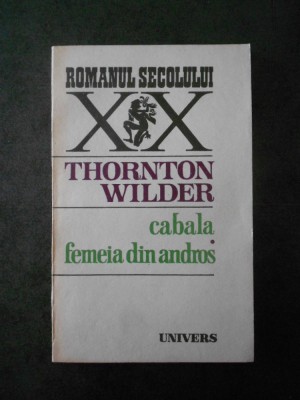 ROMANUL SECOLULUI
XX
THORNTON
WILDER
cabala
•
femeia din andros
UNIVERS